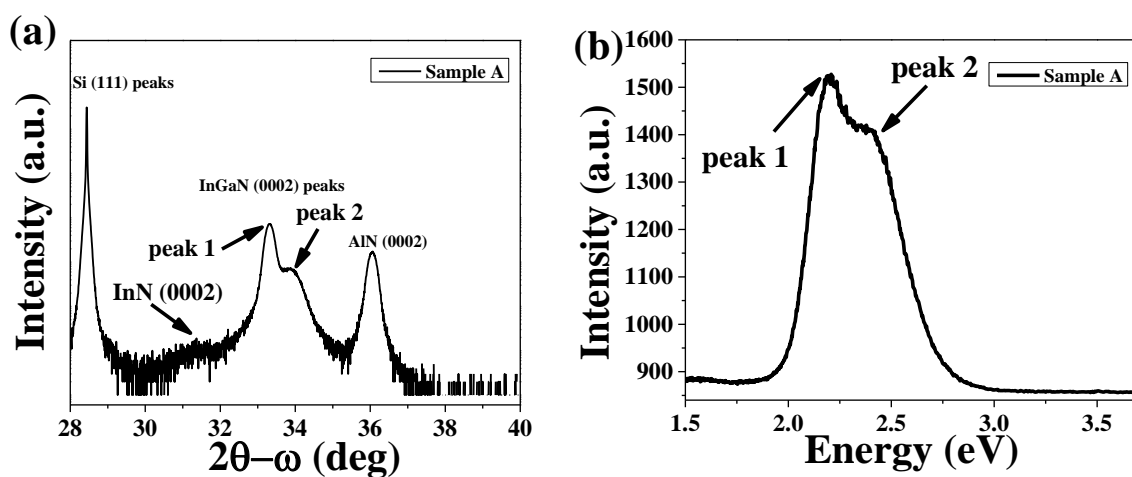 (a)
Sample A
Si (111) peaks
InGaN (0002) peaks
peak 2
peak 1
AlN (0002)
InN (0002)
Intensity (a.u.)
28 30 32 34 36 38 40
2θ–ω (deg)
(b)
1600
1500
1400
1300
1200
1100
1000
900
peak 2
Sample A
peak 1
Intensity (a.u.)
1.5 2.0 2.5 3.0 3.5
Energy (eV)